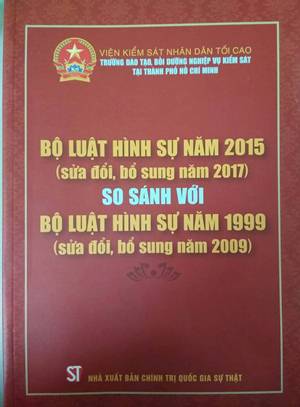 VIỆN KIỂM SÁT NHÂN DÂN TỐI CAO
TRƯỜNG ĐÀO TẠO, BỒI DƯỠNG NGHIỆP VỤ KIỂM SÁT
TẠI THÀNH PHỐ HỒ CHÍ MINH
BỘ LUẬT HÌNH SỰ NĂM 2015
(sửa đổi, bổ sung năm 2017)
SO SÁNH VỚI
BỘ LUẬT HÌNH SỰ NĂM 1999
(sửa đổi, bổ sung năm 2009)
ST NHÀ XUẤT BẢN CHÍNH TRỊ QUỐC GIA SỰ THẬT